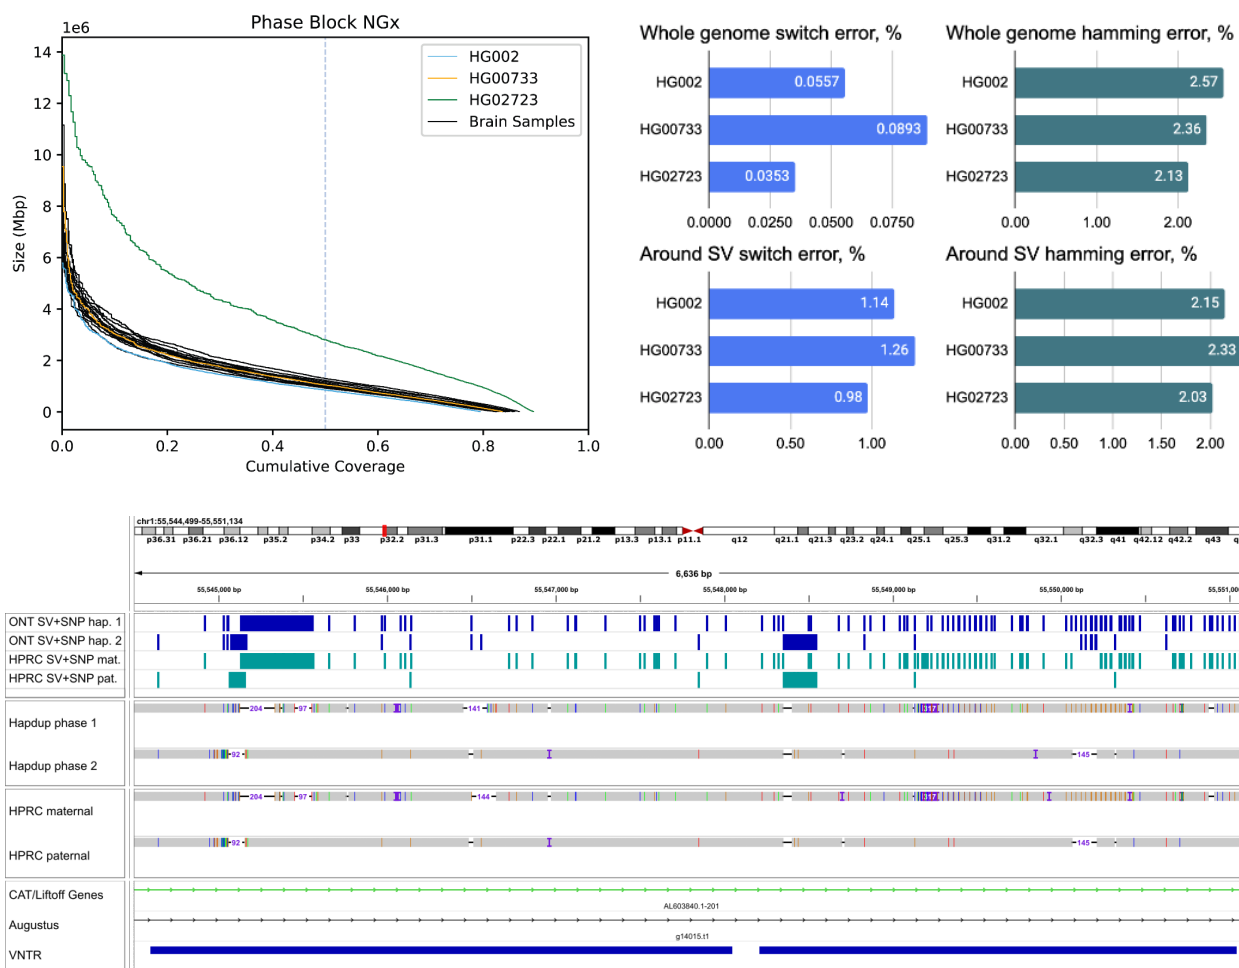 Phase Block NGx
1e6
14
12
10
8
6
4
2
0
Size (Mbp)
0.0 0.2 0.4 0.6 0.8 1.0
Cumulative Coverage
HG002
HG00733
HG02723
Brain Samples
Whole genome switch error, %
HG002 0.0557
HG00733 0.0893
HG02723 0.0353
0.0000 0.0250 0.0500 0.0750
Whole genome hamming error, %
HG002 2.57
HG00733 2.36
HG02723 2.13
0.00 1.00 2.00
Around SV switch error, %
HG002 1.14
HG00733 1.26
HG02723 0.98
0.00 0.50 1.00
Around SV hamming error, %
HG002 2.15
HG00733 2.33
HG02723 2.03
0.00 0.50 1.00 1.50 2.00
chr1:55,544,499-55,551,134
p36.31 p36.21 p36.12 p35.2 p34.2 p33 p32.2 p31.3 p31.1 p22.3 p22.1 p21.2 p13.3 p13.1 p11.1 q12 q21.1 q21.3 q23.2 q24.1 q25.1 q25.3 q31.2 q32.1 q32.3 q41 q42.12 q42.2 q43
6,636 bp
55,545,000 bp 55,546,000 bp 55,547,000 bp 55,548,000 bp 55,549,000 bp 55,550,000 bp 55,551,0
ONT SV+SNP hap. 1
ONT SV+SNP hap. 2
HPRC SV+SNP mat.
HPRC SV+SNP pat.
Hapdup phase 1 204 97 141 317
Hapdup phase 2 92 145
HPRC maternal 204 97 144 317
HPRC paternal 92 145
CAT/Liftoff Genes
AL603840.1-201
Augustus
g14015.t1
VNTR